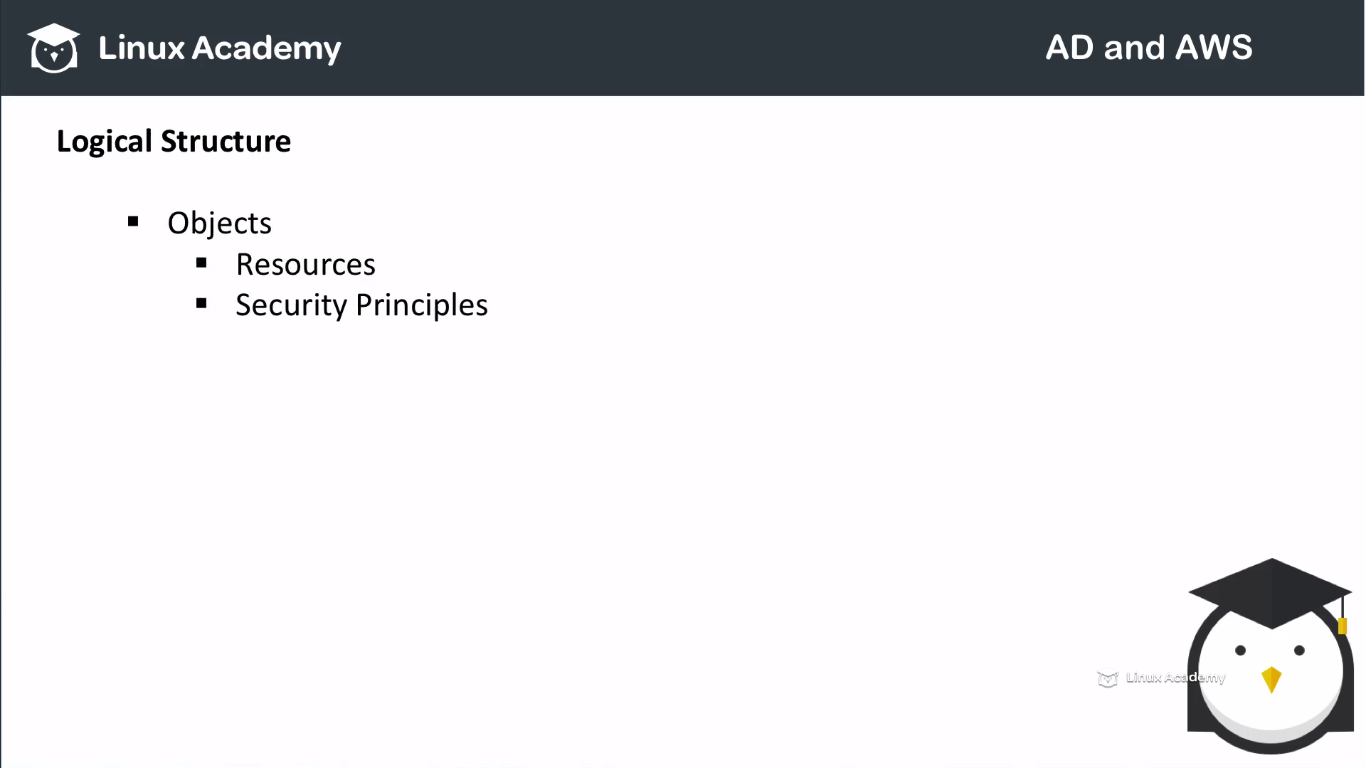 Linux Academy
AD and AWS
Logical Structure
▪ Objects
▪ Resources
▪ Security Principles
Linux Academy